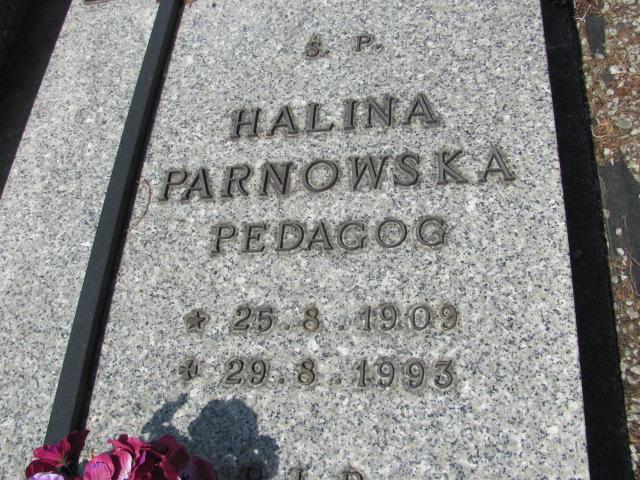 Ś. P.
HALINA
PARNOWSKA
PEDAGOG
★ 25.8.1909
✢ 29.8.1993
R.I.P.